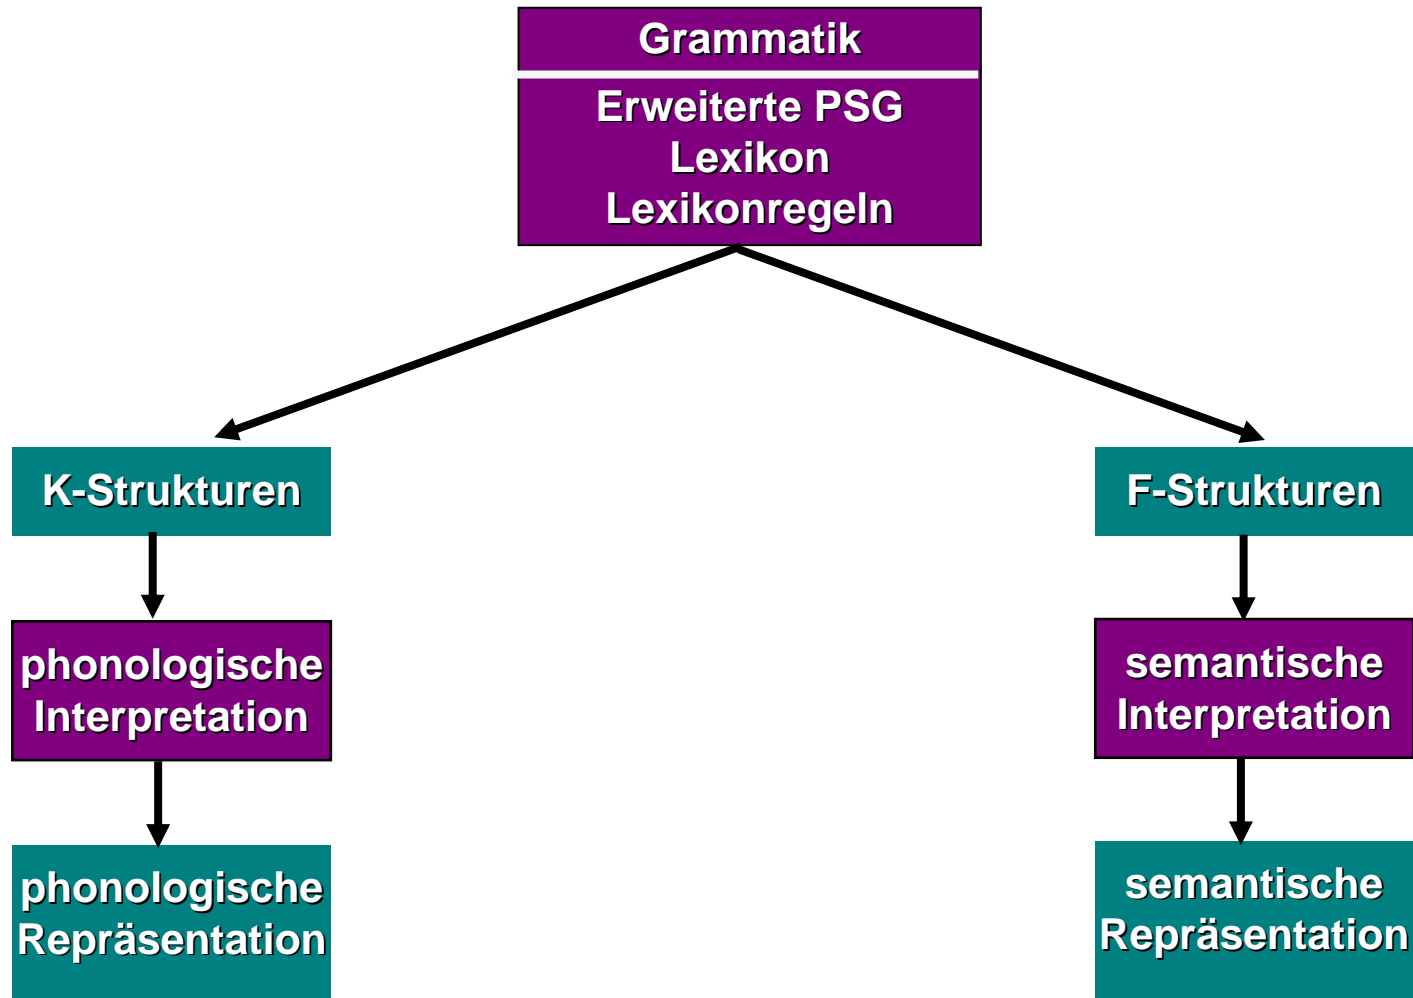 Grammatik
Erweiterte PSG
Lexikon
Lexikonregeln
K-Strukturen
F-Strukturen
phonologische
Interpretation
semantische
Interpretation
phonologische
Repräsentation
semantische
Repräsentation